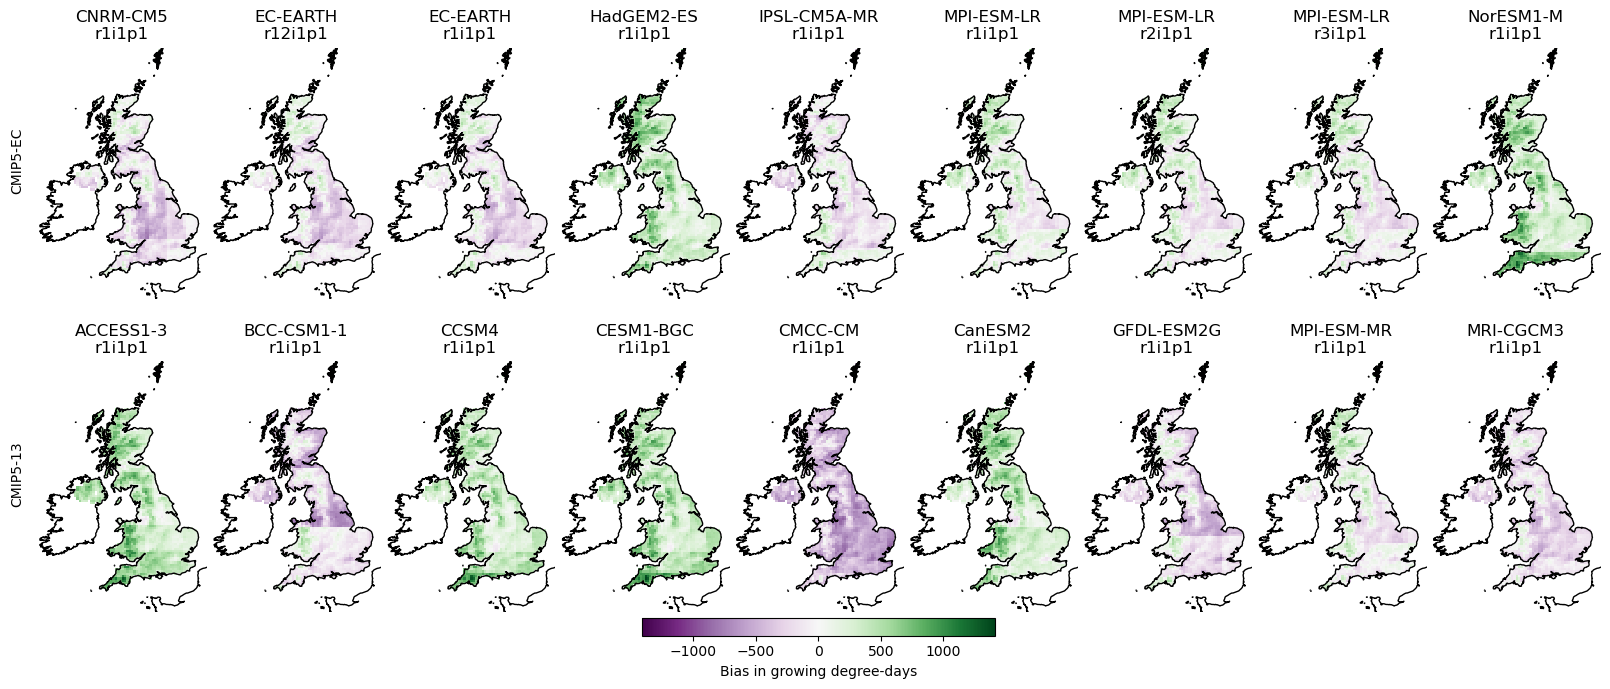 CNRM-CM5
r1i1p1
EC-EARTH
r12i1p1
EC-EARTH
r1i1p1
HadGEM2-ES
r1i1p1
IPSL-CM5A-MR
r1i1p1
MPI-ESM-LR
r1i1p1
MPI-ESM-LR
r2i1p1
MPI-ESM-LR
r3i1p1
NorESM1-M
r1i1p1
CMIP5-EC
ACCESS1-3
r1i1p1
BCC-CSM1-1
r1i1p1
CCSM4
r1i1p1
CESM1-BGC
r1i1p1
CMCC-CM
r1i1p1
CanESM2
r1i1p1
GFDL-ESM2G
r1i1p1
MPI-ESM-MR
r1i1p1
MRI-CGCM3
r1i1p1
CMIP5-13
−1000 −500 0 500 1000
Bias in growing degree-days